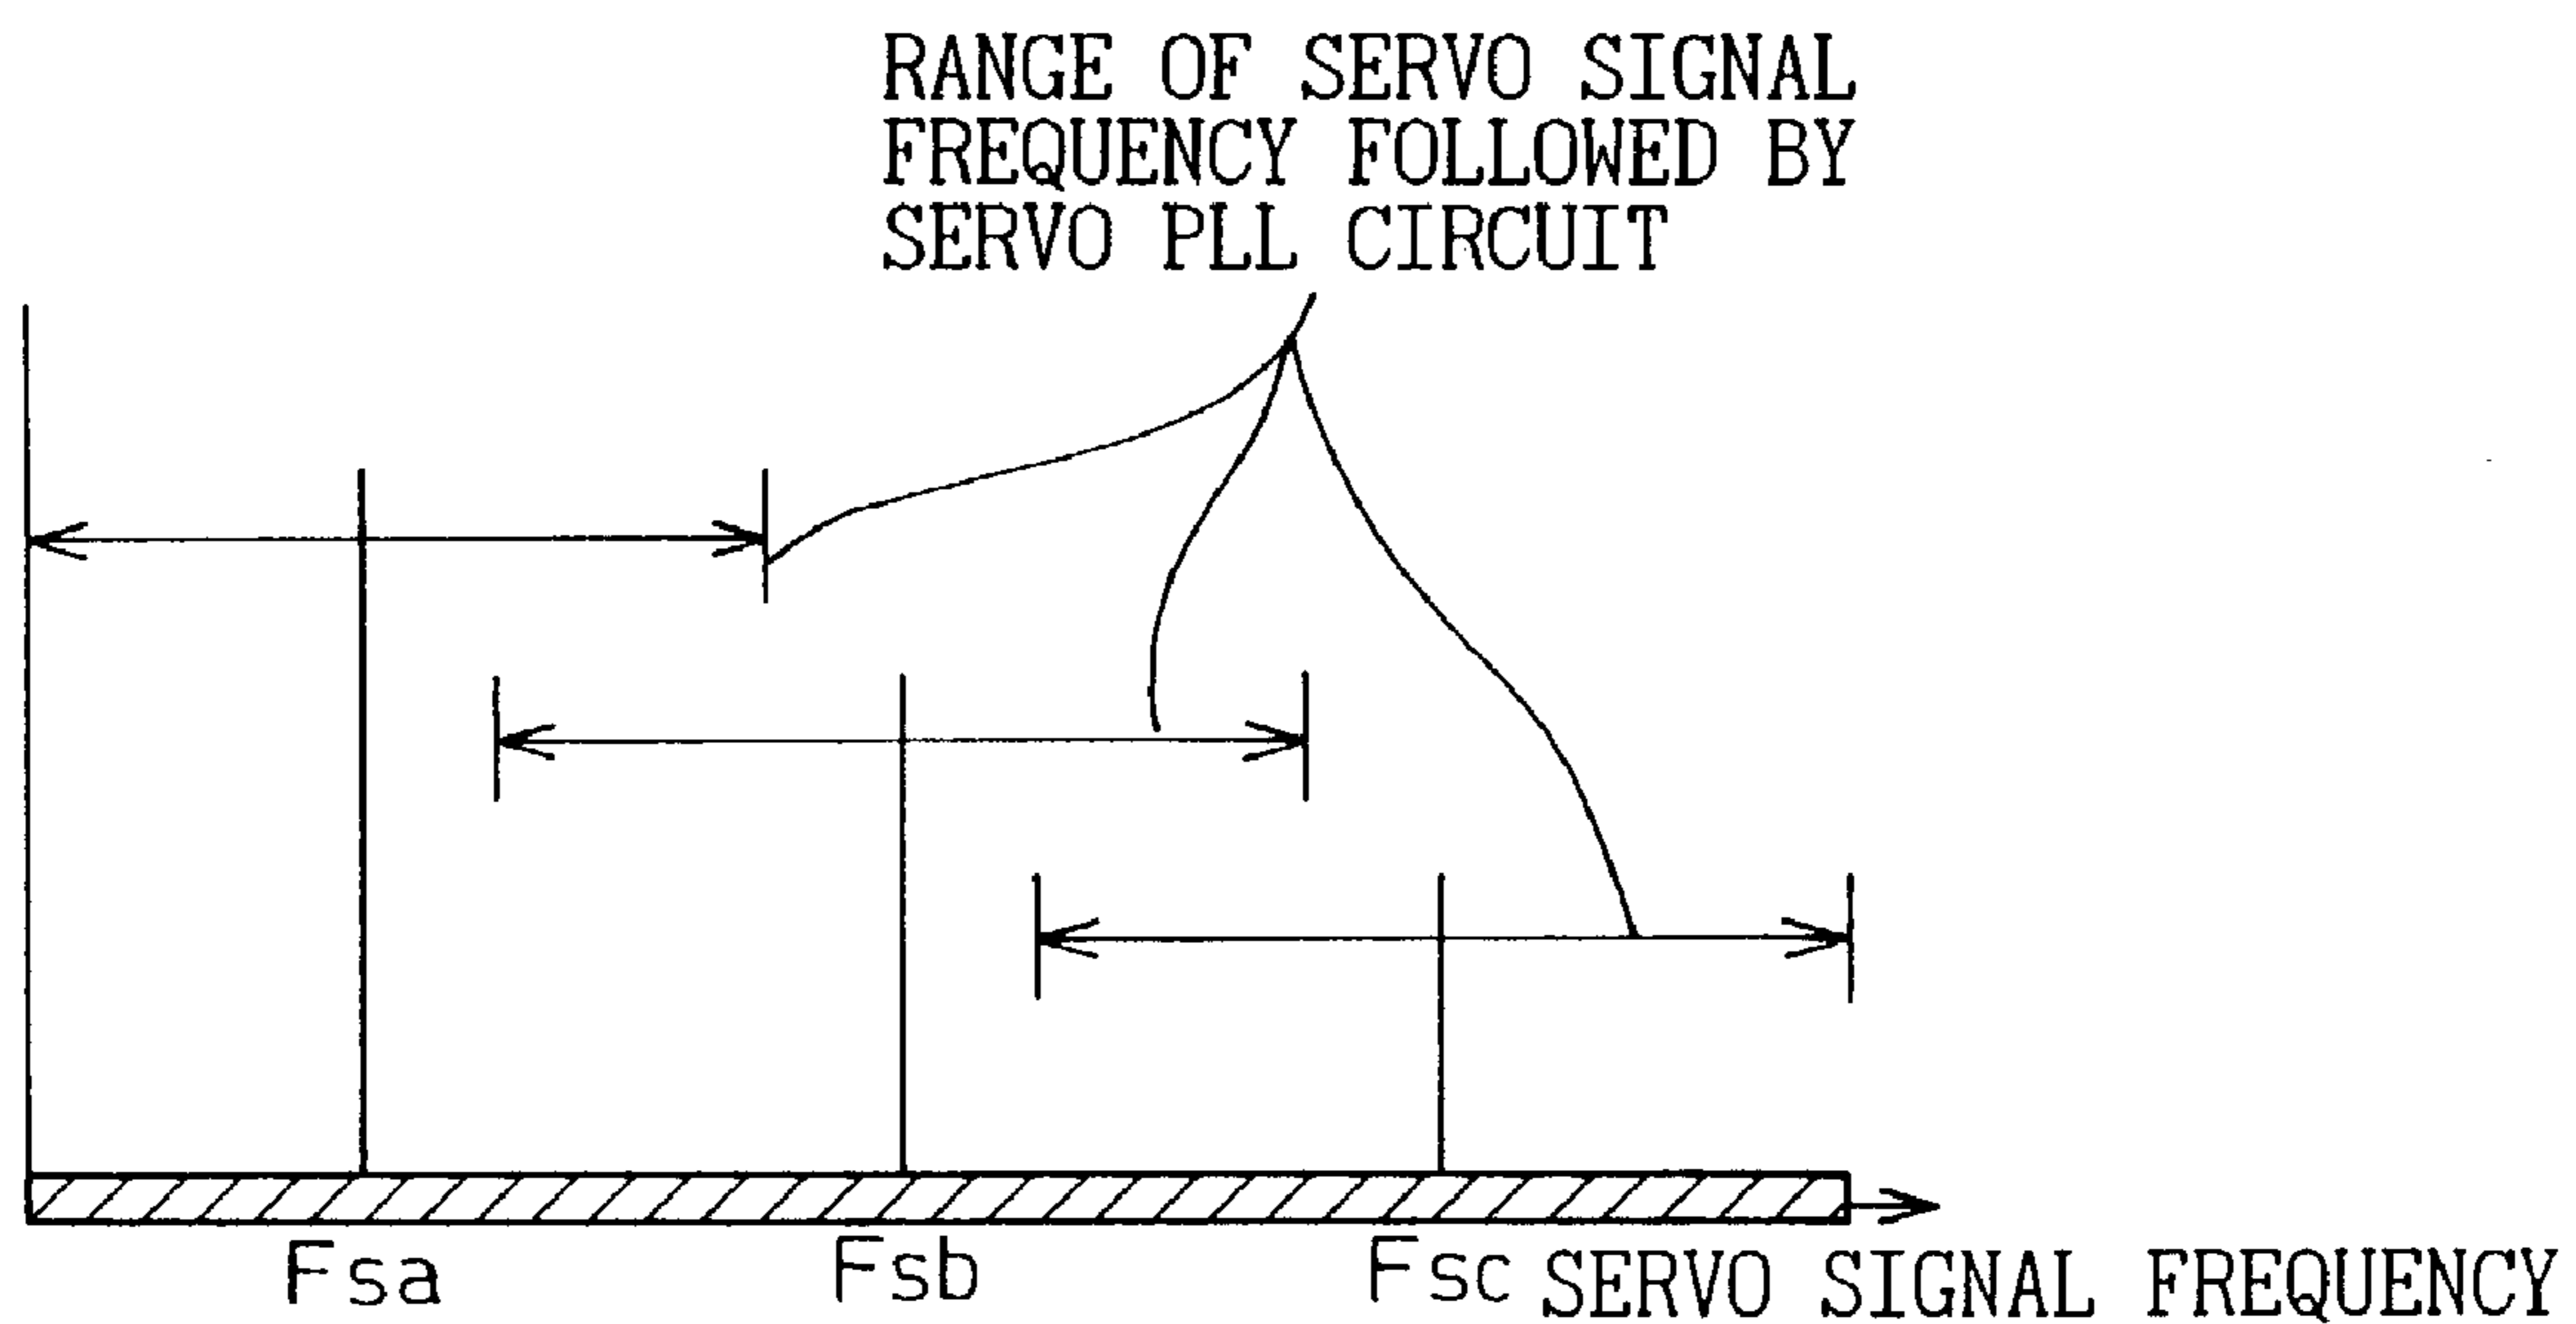 RANGE OF SERVO SIGNAL
FREQUENCY FOLLOWED BY
SERVO PLL CIRCUIT
Fsa Fsb Fsc SERVO SIGNAL FREQUENCY